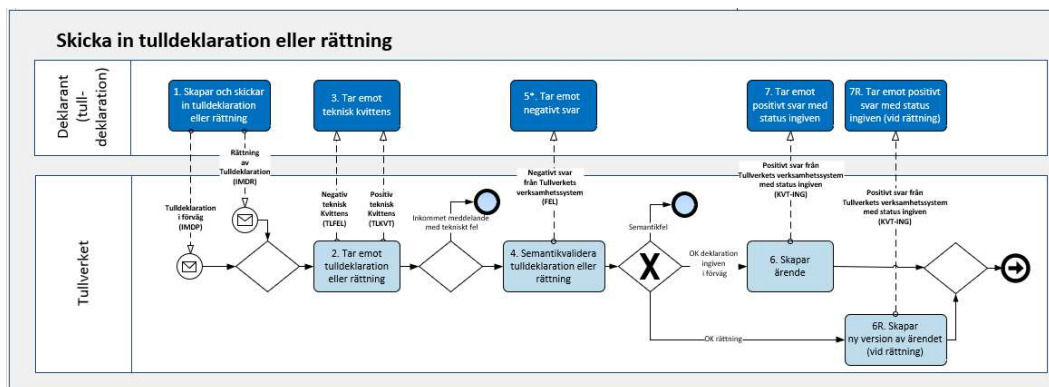 Skicka in tulldeklaration eller rättning
Deklarant
(tull-
deklaration)
1. Skapar och skickar
in tulldeklaration
eller rättning
3. Tar emot
teknisk kvittens
5*. Tar emot
negativt svar
7. Tar emot
positivt svar med
status ingiven
7R. Tar emot positivt
svar med status
ingiven (vid rättning)
Tullverket
Tulldeklaration
i förväg
(IMDP)
Rättning
av
Tulldeklaration
(IMDR)
Negativ
teknisk
Kvittens
(TLFEL)
Positiv
teknisk
Kvittens
(TLKVT)
Inkommet meddelande
med tekniskt fel
Negativt svar
från Tullverkets
verksamhetssystem
(FEL)
Semantikfel
Positivt svar från
Tullverkets verksamhetssystem
med status ingiven
(KVT-ING)
Positivt svar från
Tullverkets verksamhetssystem
med status ingiven
(KVT-ING)
2. Tar emot
tulldeklaration
eller rättning
4. Semantikvalidera
tulldeklaration eller
rättning
X
OK deklaration
ingiven
i förväg
6. Skapar
ärende
OK rättning
6R. Skapar
ny version av ärendet
(vid rättning)